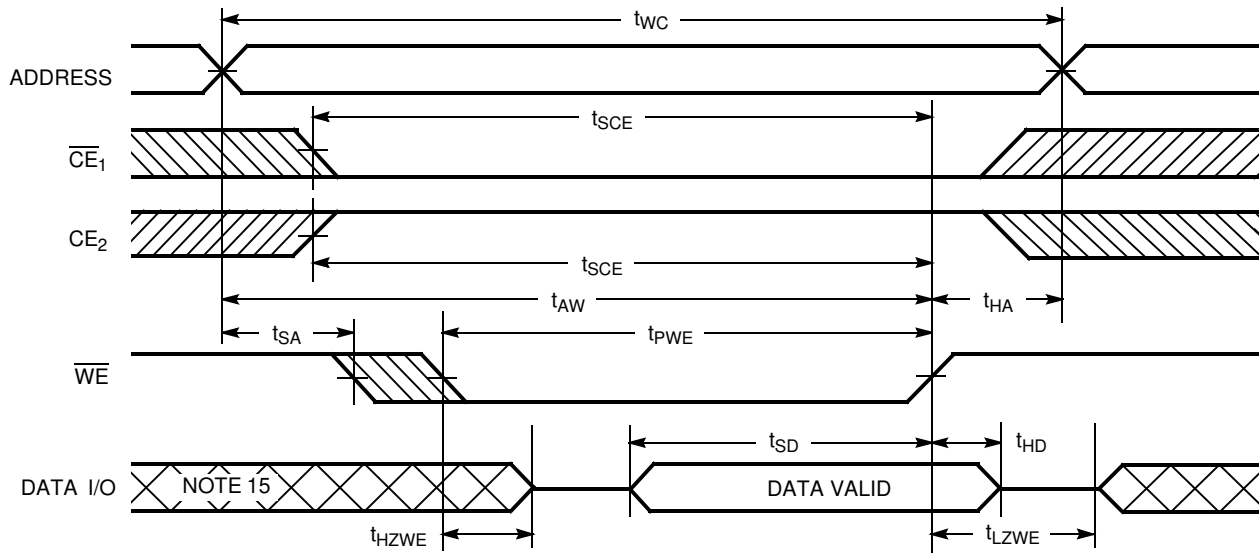 tWC
ADDRESS
tSCE
CE1
CE2
tSCE
tAW
tHA
tSA
tPWE
WE
tSD
tHD
DATA I/O
NOTE 15
DATA VALID
tHZWE
tLZWE